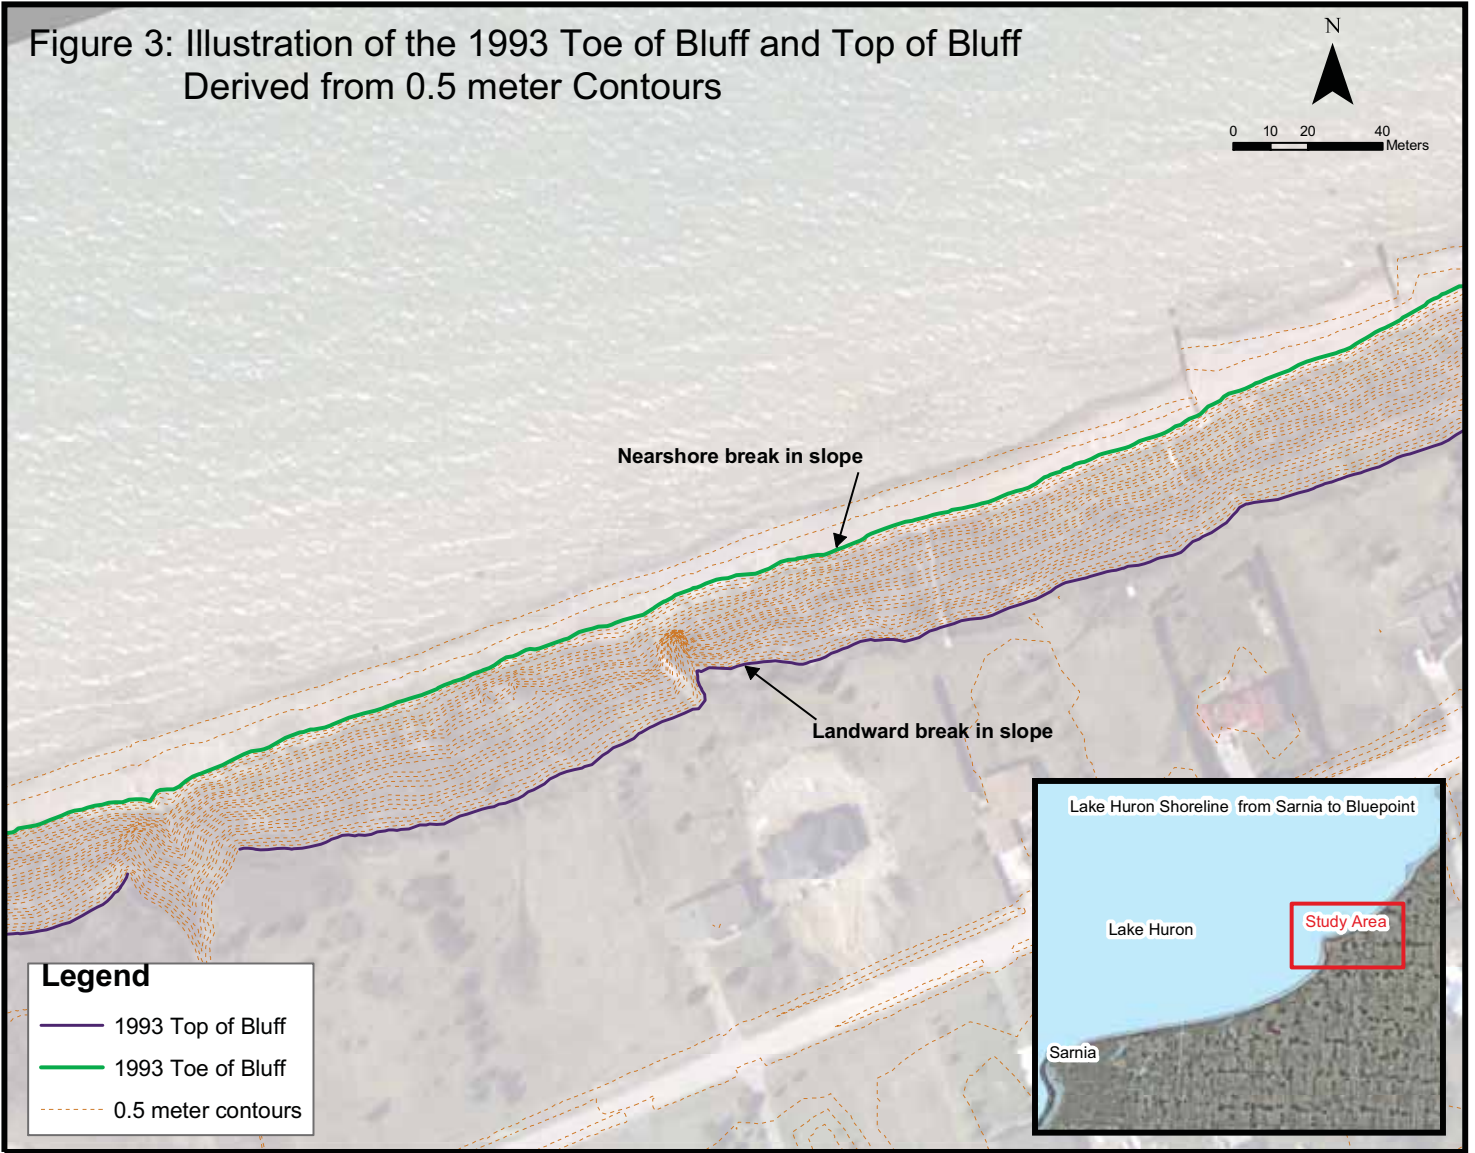 Figure 3: Illustration of the 1993 Toe of Bluff and Top of Bluff
Derived from 0.5 meter Contours
N
0 10 20 40
Meters
Nearshore break in slope
Landward break in slope
Lake Huron Shoreline from Sarnia to Bluepoint
Lake Huron
Study Area
Sarnia
Legend
1993 Top of Bluff
1993 Toe of Bluff
0.5 meter contours